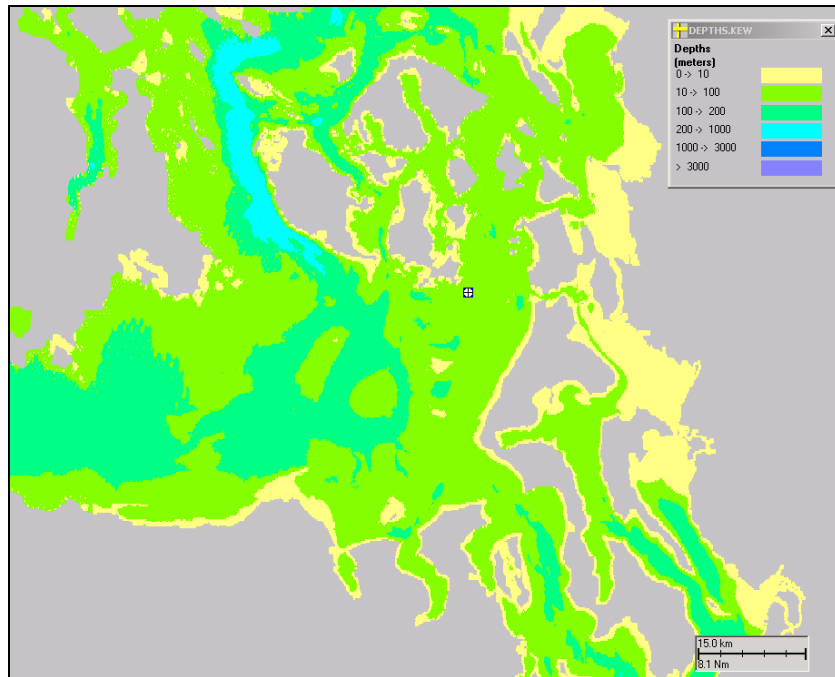 DEPTHS.KEW
Depths
(meters)
0 -> 10
10 -> 100
100 -> 200
200 -> 1000
1000 -> 3000
> 3000
15.0 km
8.1 Nm